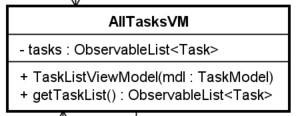 AllTasksVM
- tasks : ObservableList<Task>
+ TaskListViewModel(mdl : TaskModel)
+ getTaskList() : ObservableList<Task>